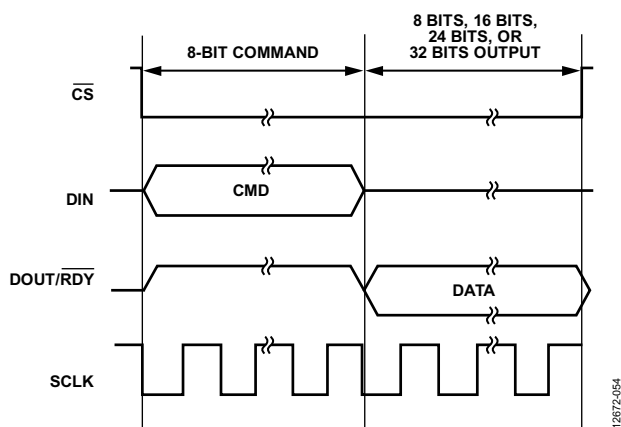 8 BITS, 16 BITS,
24 BITS, OR
32 BITS OUTPUT
8-BIT COMMAND
CS
DIN
CMD
DOUT/RDY
DATA
SCLK
12672-054